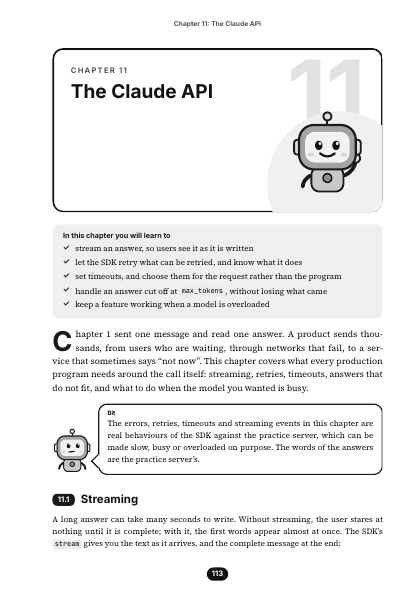 Chapter 11: The Claude API
CHAPTER 11
11
The Claude API
In this chapter you will learn to
✓ stream an answer, so users see it as it is written
✓ let the SDK retry what can be retried, and know what it does
✓ set timeouts, and choose them for the request rather than the program
✓ handle an answer cut off at max_tokens, without losing what came
✓ keep a feature working when a model is overloaded
Chapter 1 sent one message and read one answer. A product sends thou-
sands, from users who are waiting, through networks that fail, to a ser-
vice that sometimes says “not now”. This chapter covers what every production
program needs around the call itself: streaming, retries, timeouts, answers that
do not fit, and what to do when the model you wanted is busy.
Bit
The errors, retries, timeouts and streaming events in this chapter are
real behaviours of the SDK against the practice server, which can be
made slow, busy or overloaded on purpose. The words of the answers
are the practice server’s.
11.1 Streaming
A long answer can take many seconds to write. Without streaming, the user stares at
nothing until it is complete; with it, the first words appear almost at once. The SDK’s
stream gives you the text as it arrives, and the complete message at the end:
113